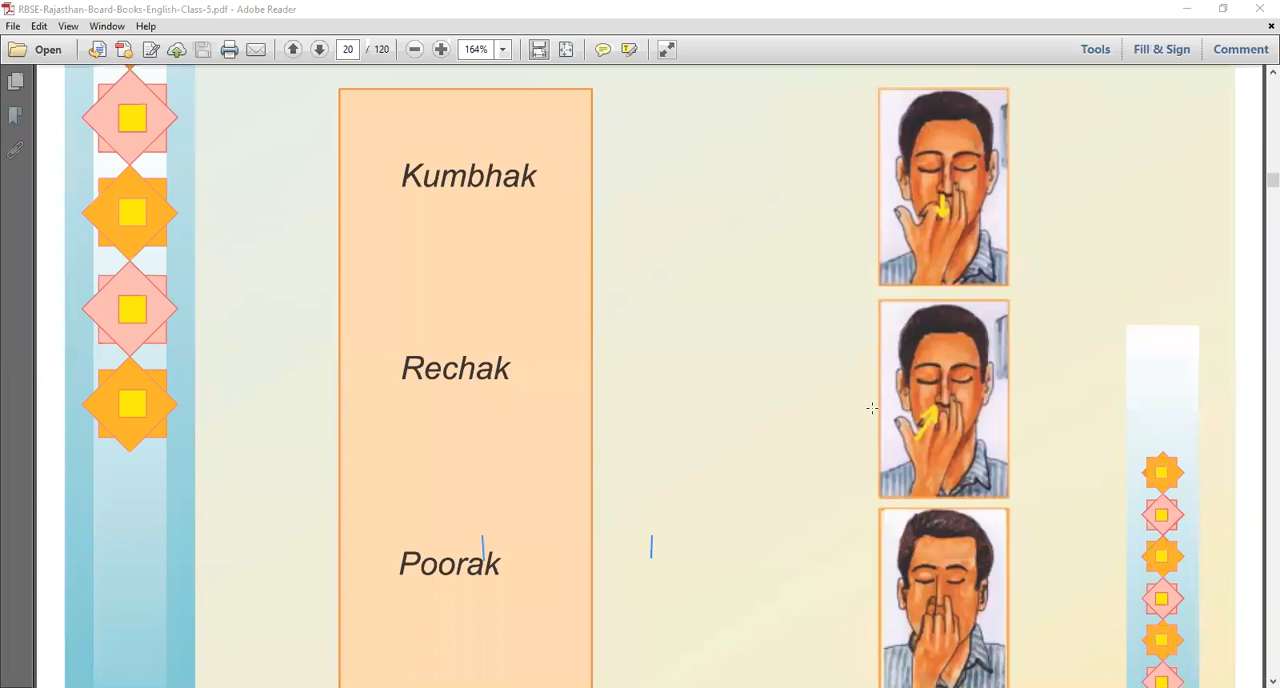 RBSE-Rajasthan-Board-Books-English-Class-5.pdf - Adobe Reader
File Edit View Window Help
Open 20 / 120 164% Tools Fill & Sign Comment
Kumbhak
Rechak
Poorak